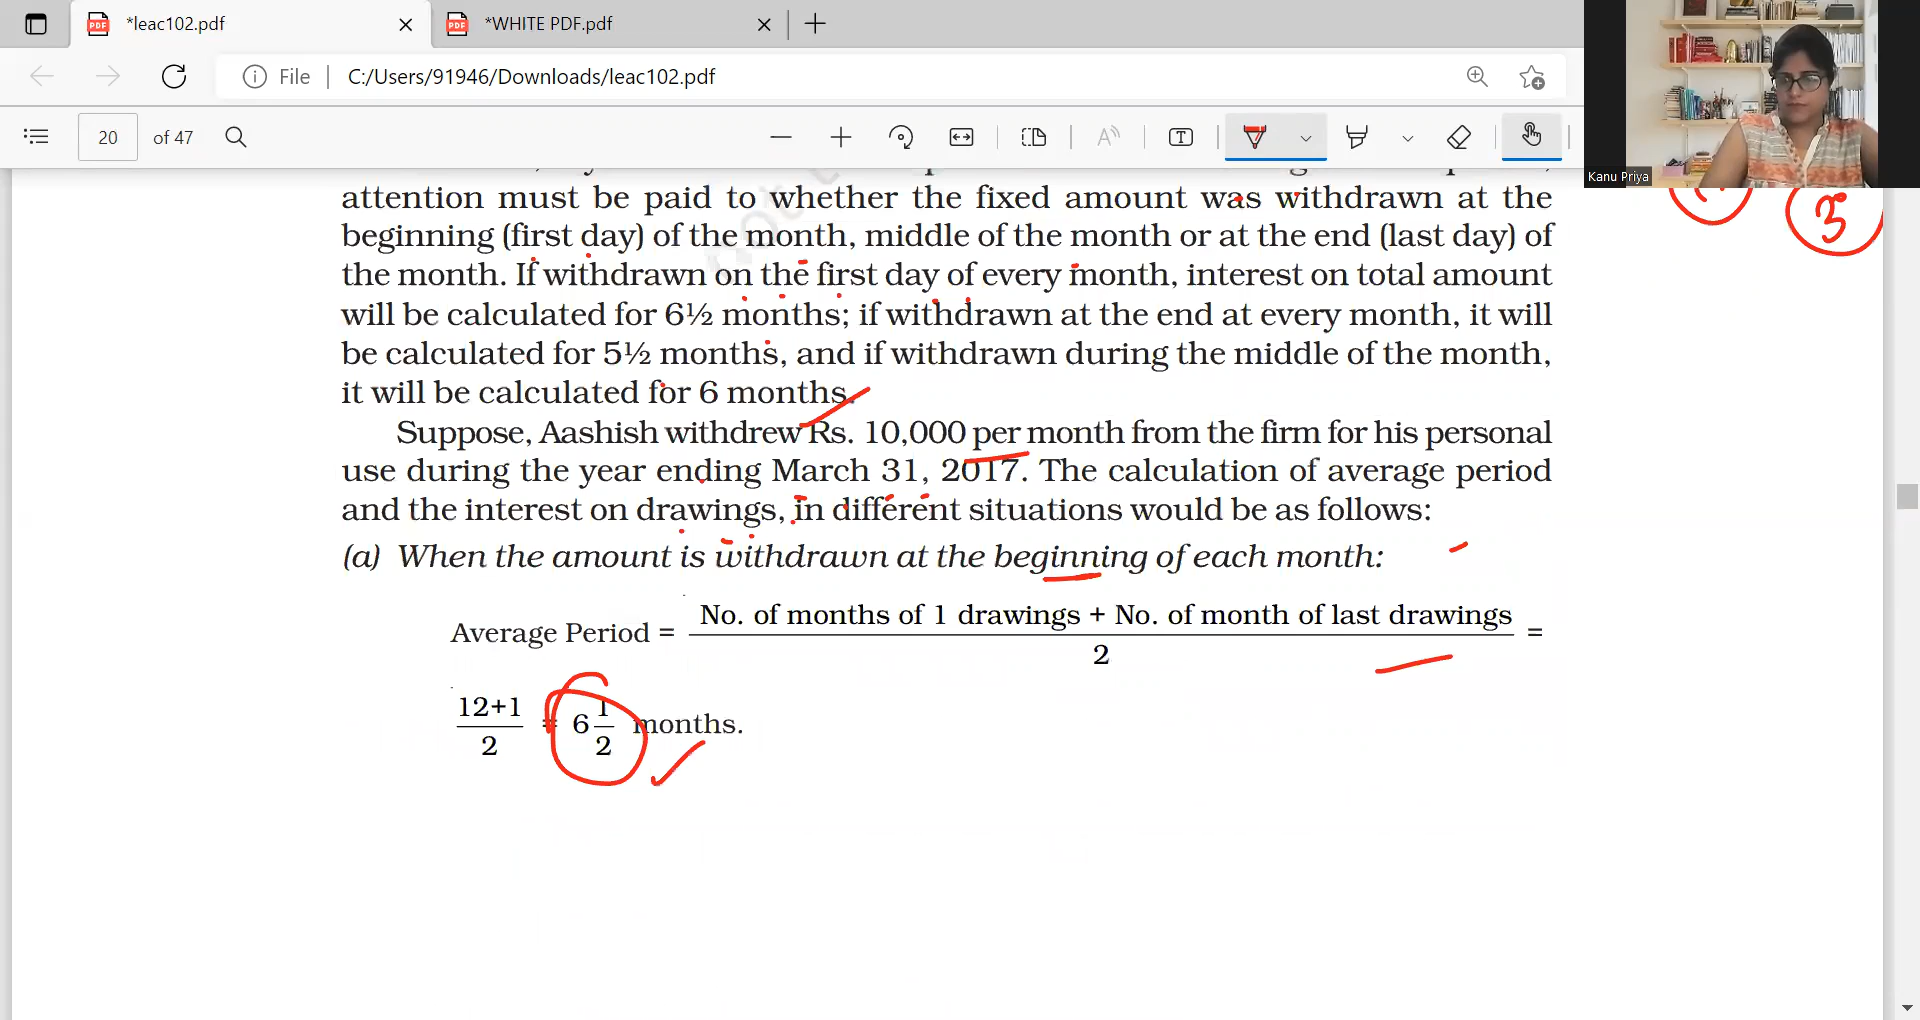 *leac102.pdf
*WHITE PDF.pdf
File
C:/Users/91946/Downloads/leac102.pdf
20
of 47
Kanu Priya
3
attention must be paid to whether the fixed amount was withdrawn at the
beginning (first day) of the month, middle of the month or at the end (last day) of
the month. If withdrawn on the first day of every month, interest on total amount
will be calculated for 6½ months; if withdrawn at the end at every month, it will
be calculated for 5½ months, and if withdrawn during the middle of the month,
it will be calculated for 6 months.
Suppose, Aashish withdrew Rs. 10,000 per month from the firm for his personal
use during the year ending March 31, 2017. The calculation of average period
and the interest on drawings, in different situations would be as follows:
(a) When the amount is withdrawn at the beginning of each month:
Average Period = No. of months of 1 drawings + No. of month of last drawings / 2 =
12+1 / 2 = 6 1/2 months.